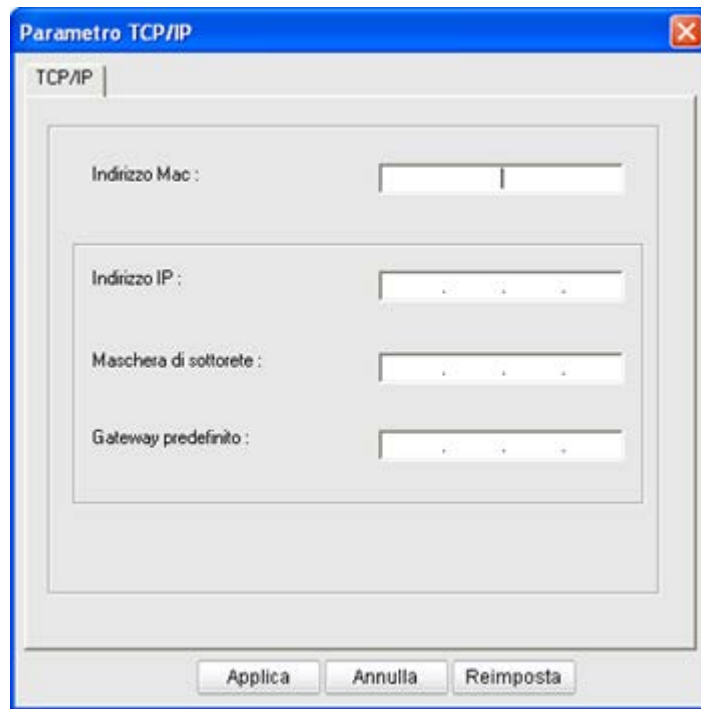 Parametro TCP/IP
TCP/IP
Indirizzo Mac :
Indirizzo IP :
. . .
Maschera di sottorete :
. . .
Gateway predefinito :
. . .
Applica Annulla Reimposta